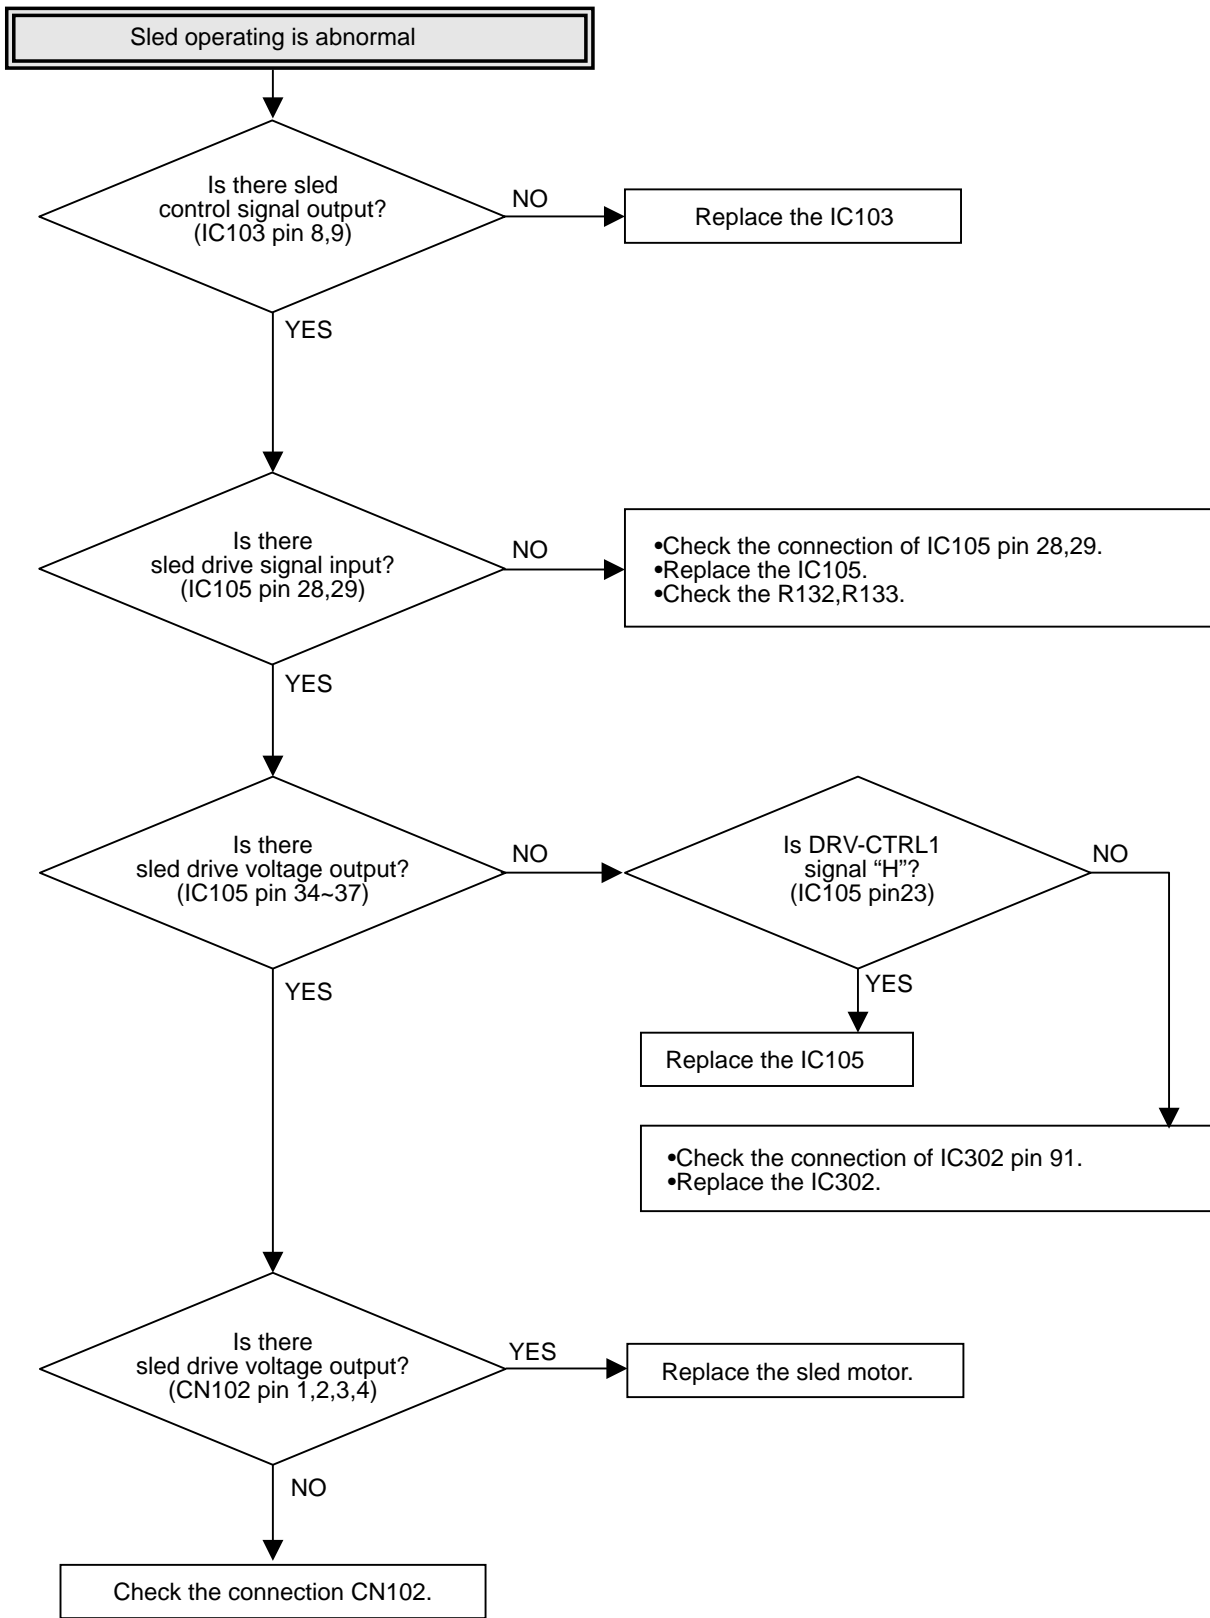 Sled operating is abnormal
Is there sled
control signal output?
(IC103 pin 8,9)
NO
Replace the IC103
YES
Is there
sled drive signal input?
(IC105 pin 28,29)
NO
•Check the connection of IC105 pin 28,29.
•Replace the IC105.
•Check the R132,R133.
YES
Is there
sled drive voltage output?
(IC105 pin 34~37)
NO
Is DRV-CTRL1
signal “H”?
(IC105 pin23)
NO
YES
YES
Replace the IC105
•Check the connection of IC302 pin 91.
•Replace the IC302.
Is there
sled drive voltage output?
(CN102 pin 1,2,3,4)
YES
Replace the sled motor.
NO
Check the connection CN102.